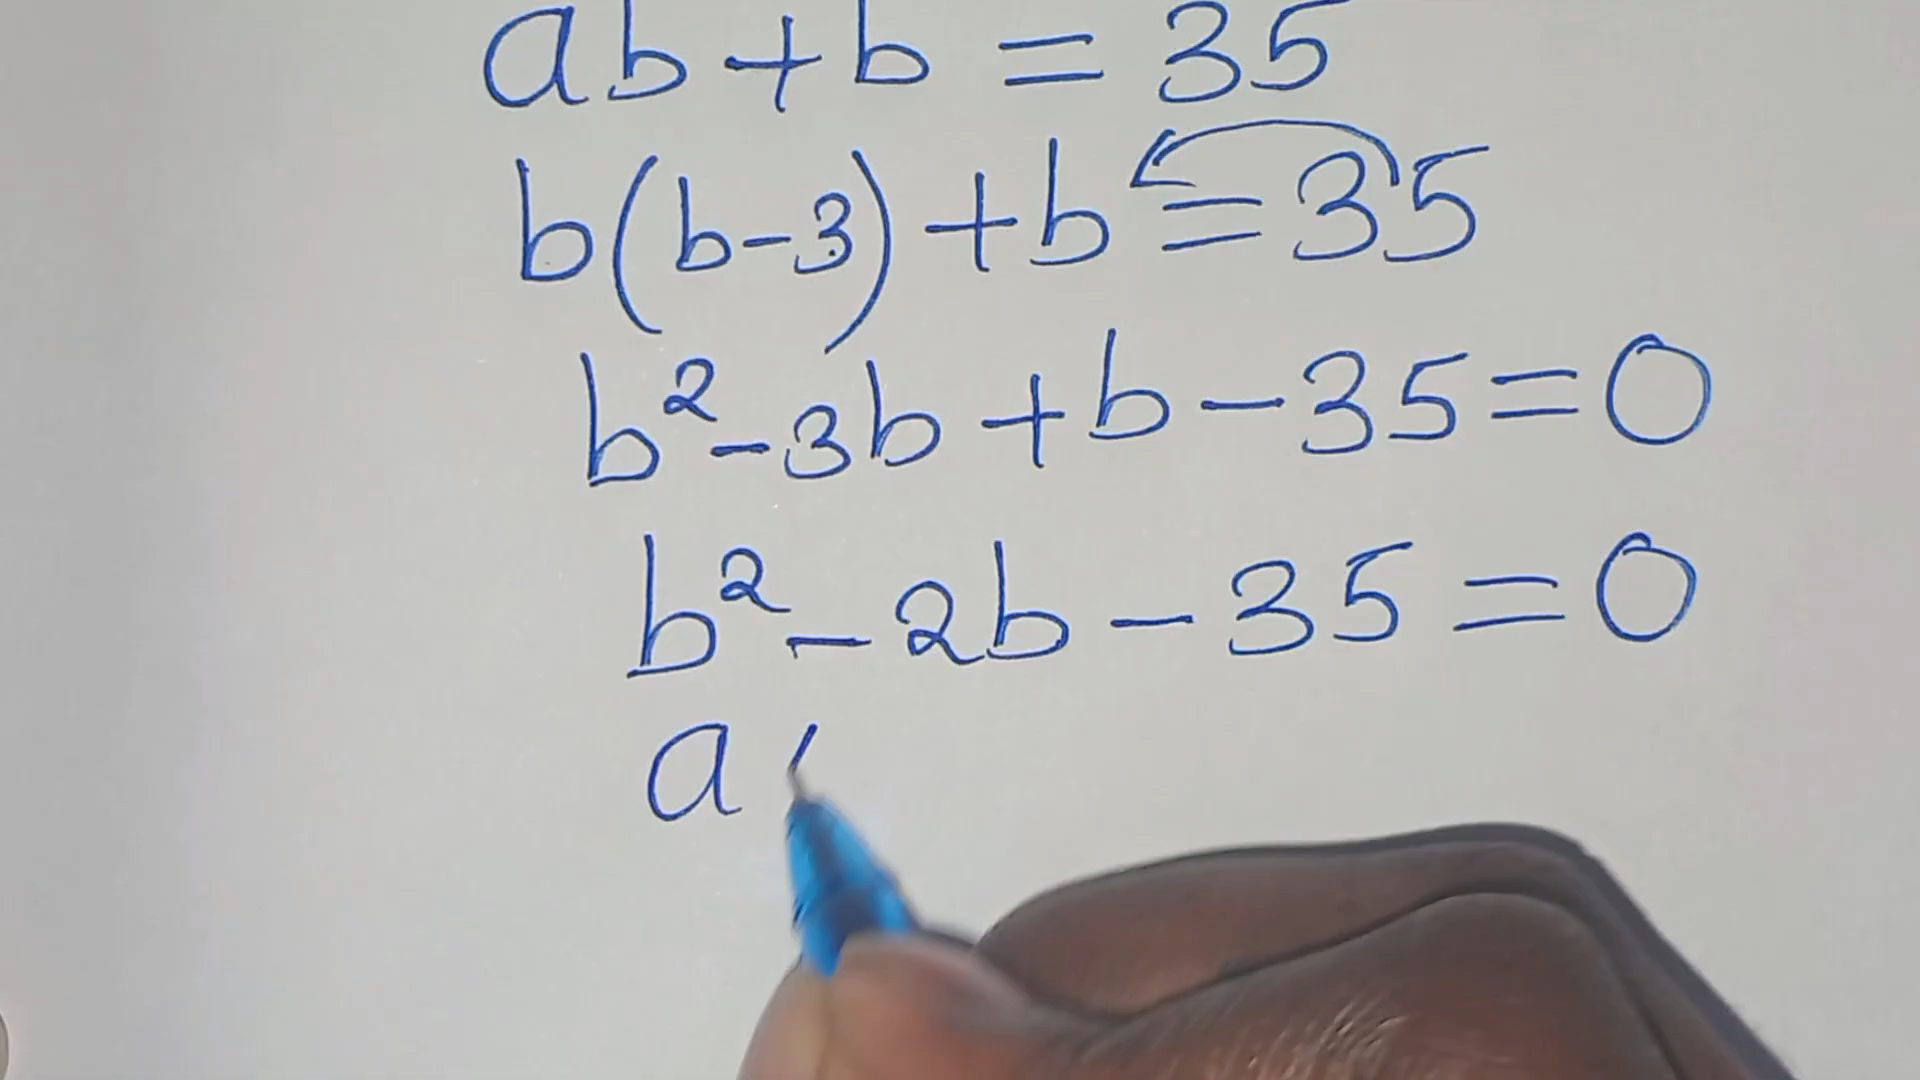 ab + b = 35
b(b-3) + b = 35
b² - 3b + b - 35 = 0
b² - 2b - 35 = 0
a